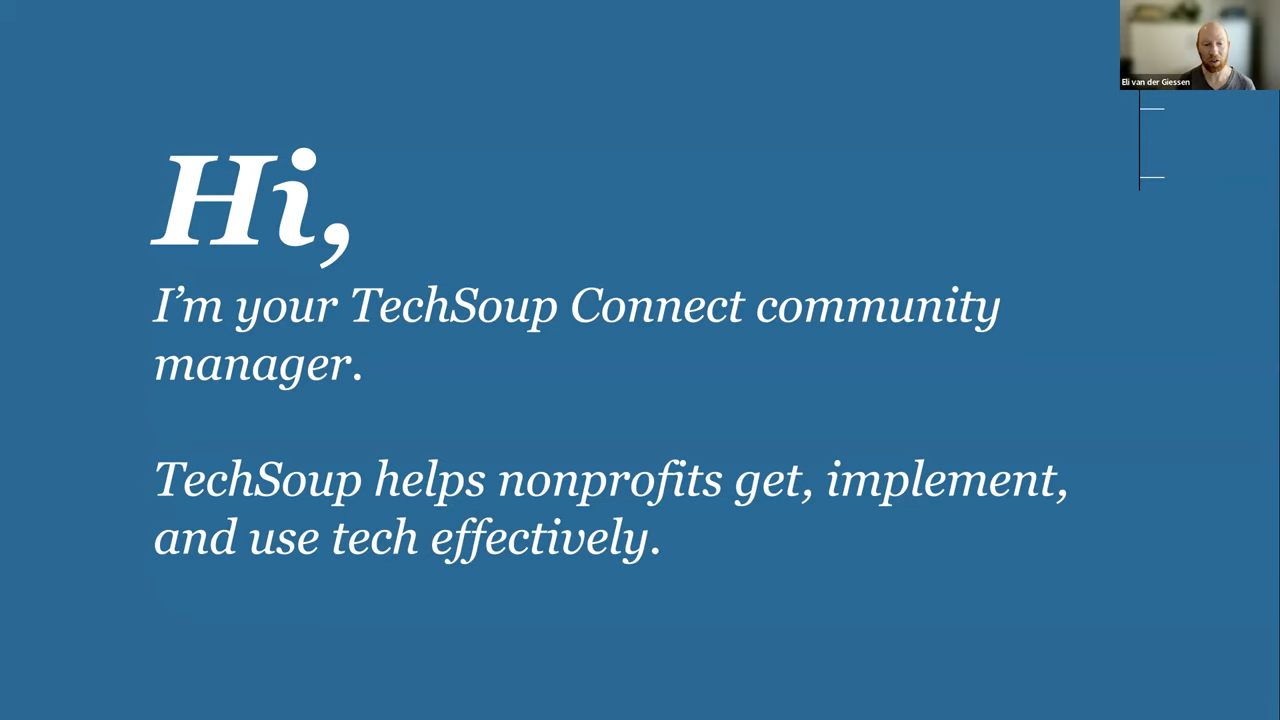 Eli van der Giessen
Hi,
I’m your TechSoup Connect community
manager.
TechSoup helps nonprofits get, implement,
and use tech effectively.